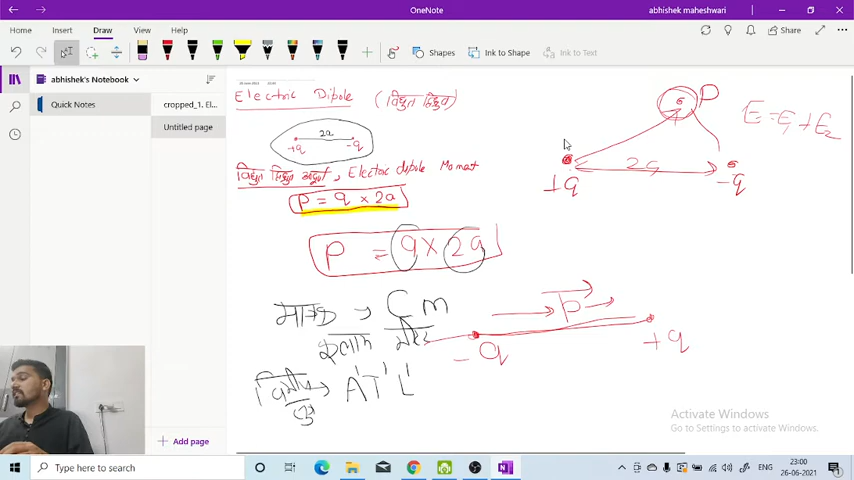 OneNote
abhishek maheshwari
Home
Insert
Draw
View
Help
Share
Shapes
Ink to Shape
Ink to Text
abhishek's Notebook
Quick Notes
cropped_1. El...
Untitled page
Add page
Electric Dipole (विद्युत द्विध्रुव)
2a
+q -q
विद्युत द्विध्रुव आघूर्ण, Electric dipole Moment
P = q × 2a
P = q × 2a
मात्रक → Cm
कूलाम मीटर
A T L
P
2a
+q
-q
E = E1 + E2
P
-q
+q
Activate Windows
Go to Settings to activate Windows.
Type here to search
ENG
23:00
26-06-2021